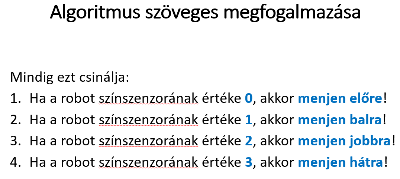 Algoritmus szöveges megfogalmazása
Mindig ezt csinálja:
1. Ha a robot színszenzorának értéke 0, akkor menjen előre!
2. Ha a robot színszenzorának értéke 1, akkor menjen balra!
3. Ha a robot színszenzorának értéke 2, akkor menjen jobbra!
4. Ha a robot színszenzorának értéke 3, akkor menjen hátra!